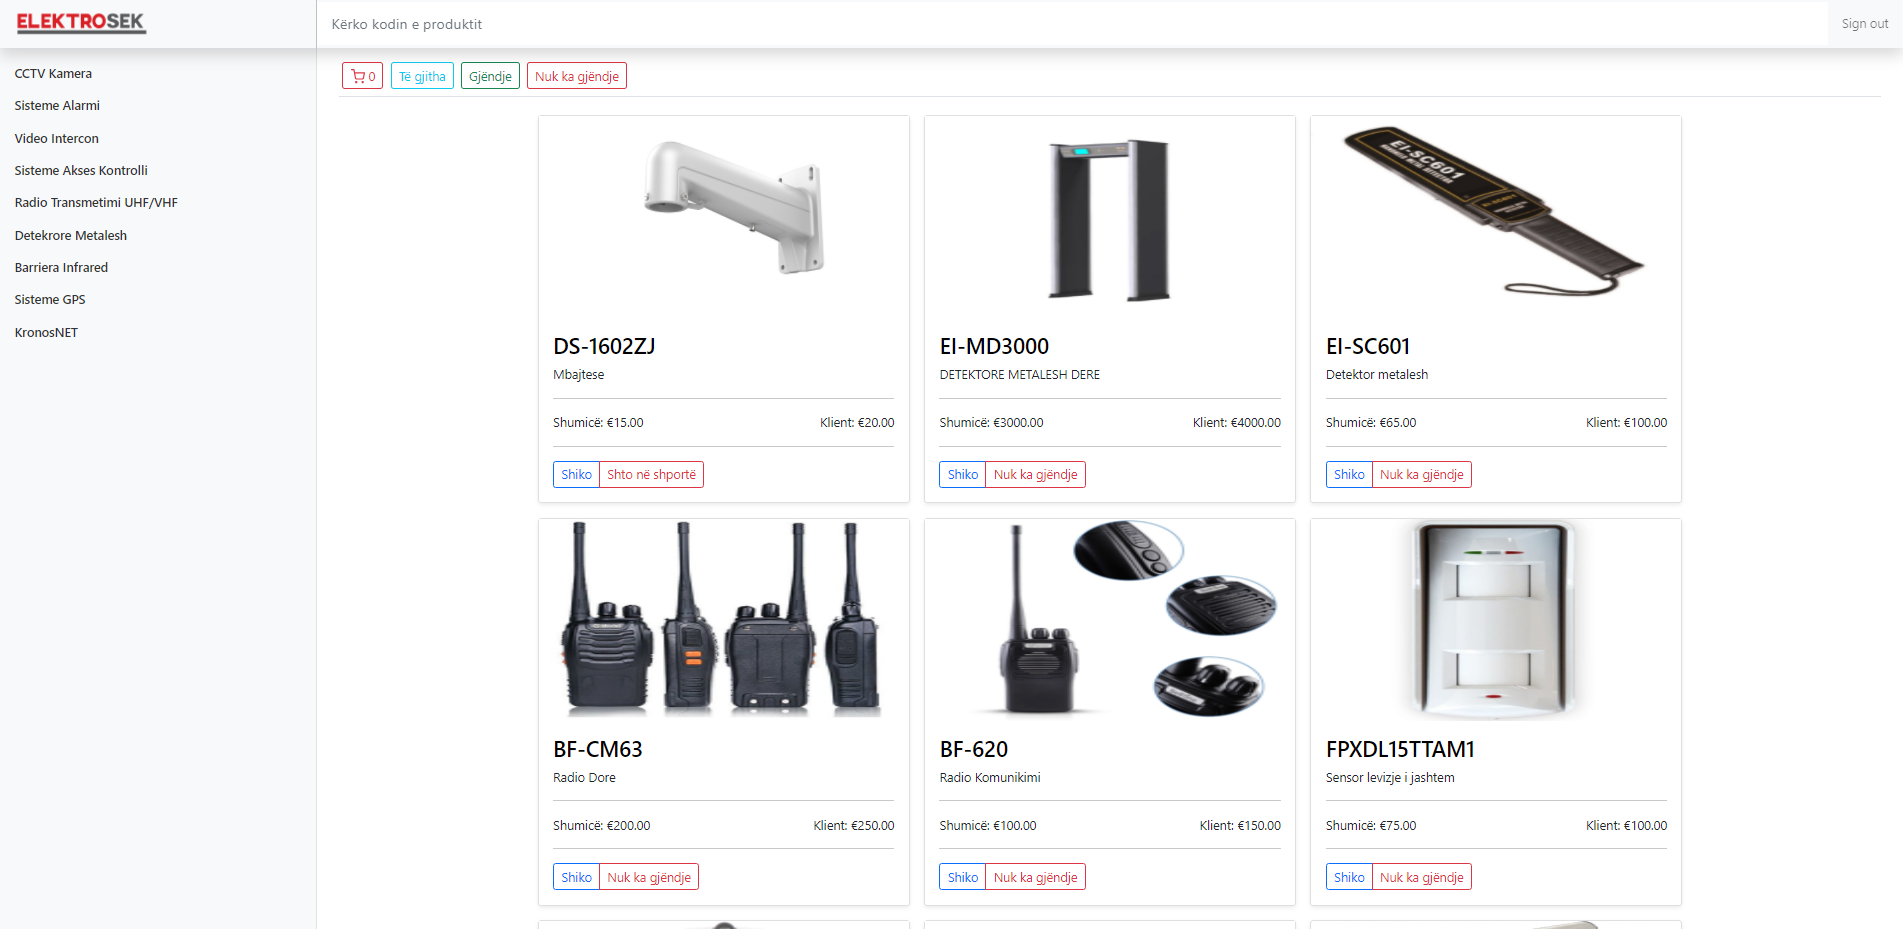 ELEKTROSEK
Kërko kodin e produktit
Sign out
CCTV Kamera
Sisteme Alarmi
Video Intercon
Sisteme Akses Kontrolli
Radio Transmetimi UHF/VHF
Detekrore Metalesh
Barriera Infrared
Sisteme GPS
KronosNET
0
Të gjitha
Gjëndje
Nuk ka gjëndje
DS-1602ZJ
Mbajtese
Shumicë: €15.00
Klient: €20.00
Shiko
Shto në shportë
EI-MD3000
DETEKTORE METALESH DERE
Shumicë: €3000.00
Klient: €4000.00
Shiko
Nuk ka gjëndje
EI-SC601
EI-SC601
Detektor metalesh
Shumicë: €65.00
Klient: €100.00
Shiko
Nuk ka gjëndje
BF-CM63
Radio Dore
Shumicë: €200.00
Klient: €250.00
Shiko
Nuk ka gjëndje
BF-620
Radio Komunikimi
Shumicë: €100.00
Klient: €150.00
Shiko
Nuk ka gjëndje
FPXDL15TTAM1
Sensor levizje i jashtem
Shumicë: €75.00
Klient: €100.00
Shiko
Nuk ka gjëndje